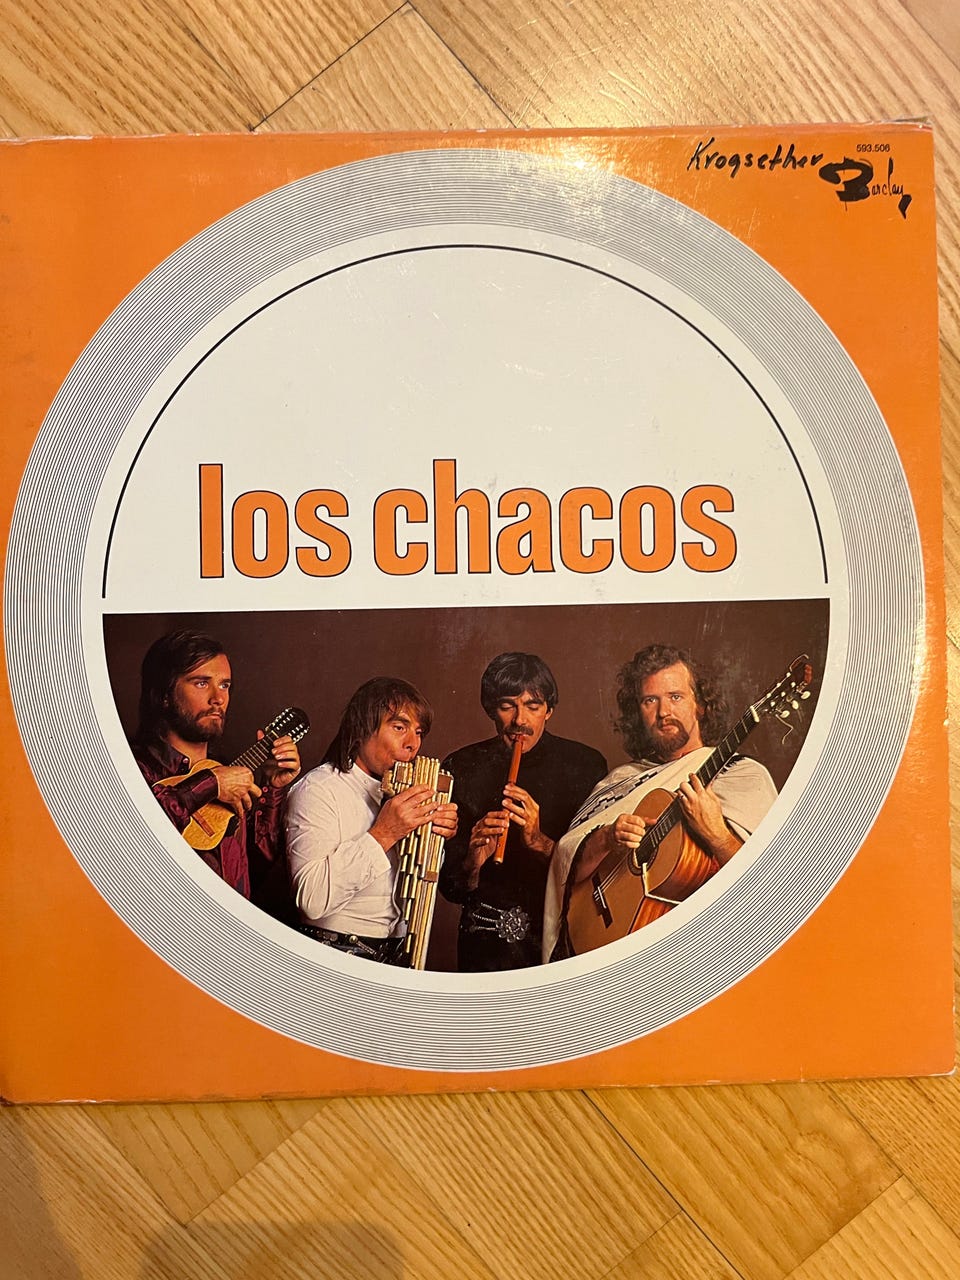 593.506
Krogsether Barclay
los chacos